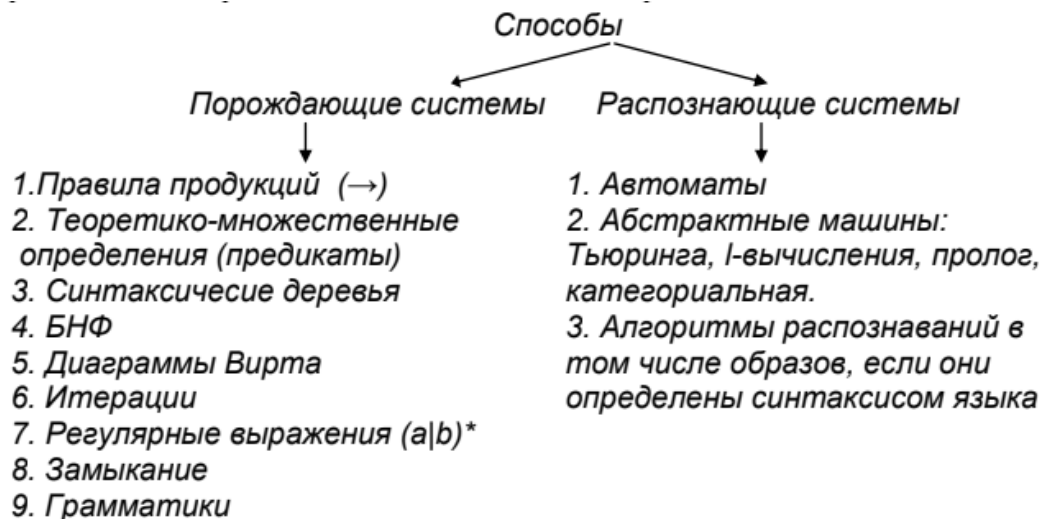 Способы
Порождающие системы
1.Правила продукций (→)
2. Теоретико-множественные
определения (предикаты)
3. Синтаксичесие деревья
4. БНФ
5. Диаграммы Вирта
6. Итерации
7. Регулярные выражения (a|b)*
8. Замыкание
9. Грамматики
Распознающие системы
1. Автоматы
2. Абстрактные машины:
Тьюринга, l-вычисления, пролог,
категориальная.
3. Алгоритмы распознаваний в
том числе образов, если они
определены синтаксисом языка